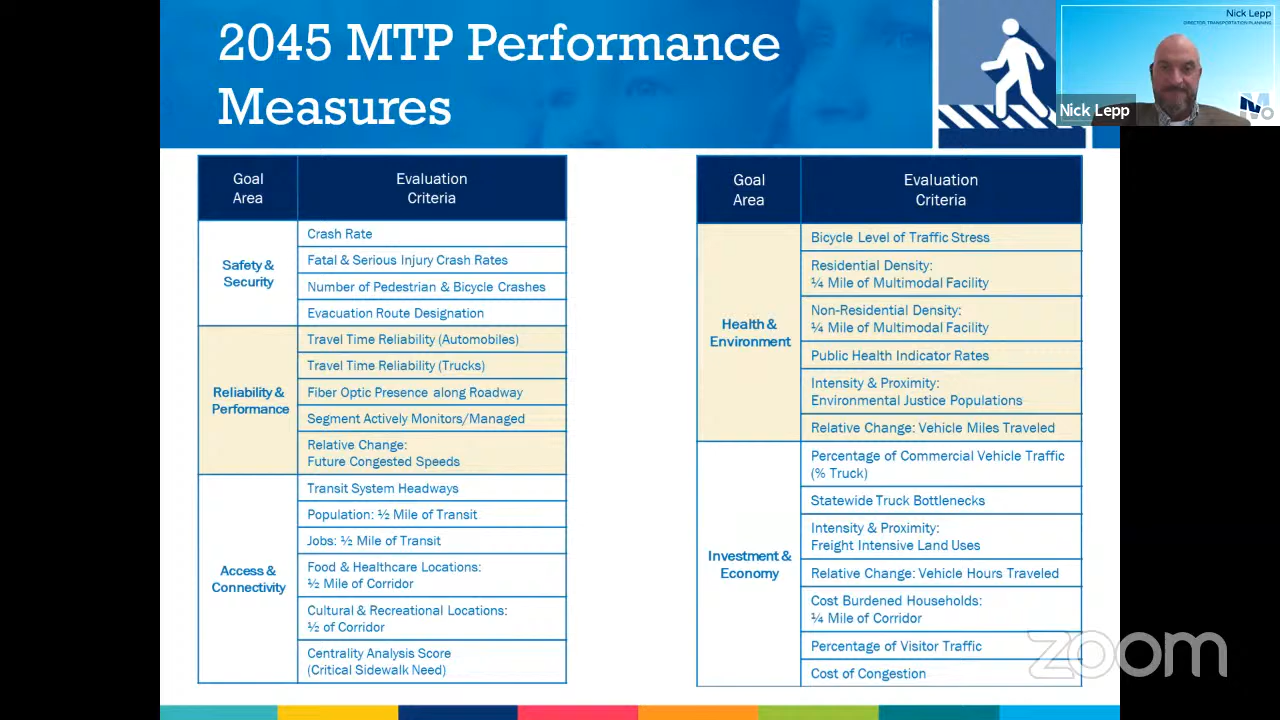 2045 MTP Performance
Measures
Nick Lepp
DIRECTOR, TRANSPORTATION PLANNING
Nick Lepp
Goal
Area
Evaluation
Criteria
Safety &
Security
Crash Rate
Fatal & Serious Injury Crash Rates
Number of Pedestrian & Bicycle Crashes
Evacuation Route Designation
Reliability &
Performance
Travel Time Reliability (Automobiles)
Travel Time Reliability (Trucks)
Fiber Optic Presence along Roadway
Segment Actively Monitors/Managed
Relative Change:
Future Congested Speeds
Access &
Connectivity
Transit System Headways
Population: ½ Mile of Transit
Jobs: ½ Mile of Transit
Food & Healthcare Locations:
½ Mile of Corridor
Cultural & Recreational Locations:
½ of Corridor
Centrality Analysis Score
(Critical Sidewalk Need)
Goal
Area
Evaluation
Criteria
Health &
Environment
Bicycle Level of Traffic Stress
Residential Density:
¼ Mile of Multimodal Facility
Non-Residential Density:
¼ Mile of Multimodal Facility
Public Health Indicator Rates
Intensity & Proximity:
Environmental Justice Populations
Relative Change: Vehicle Miles Traveled
Investment &
Economy
Percentage of Commercial Vehicle Traffic
(% Truck)
Statewide Truck Bottlenecks
Intensity & Proximity:
Freight Intensive Land Uses
Relative Change: Vehicle Hours Traveled
Cost Burdened Households:
¼ Mile of Corridor
Percentage of Visitor Traffic
Cost of Congestion
zoom